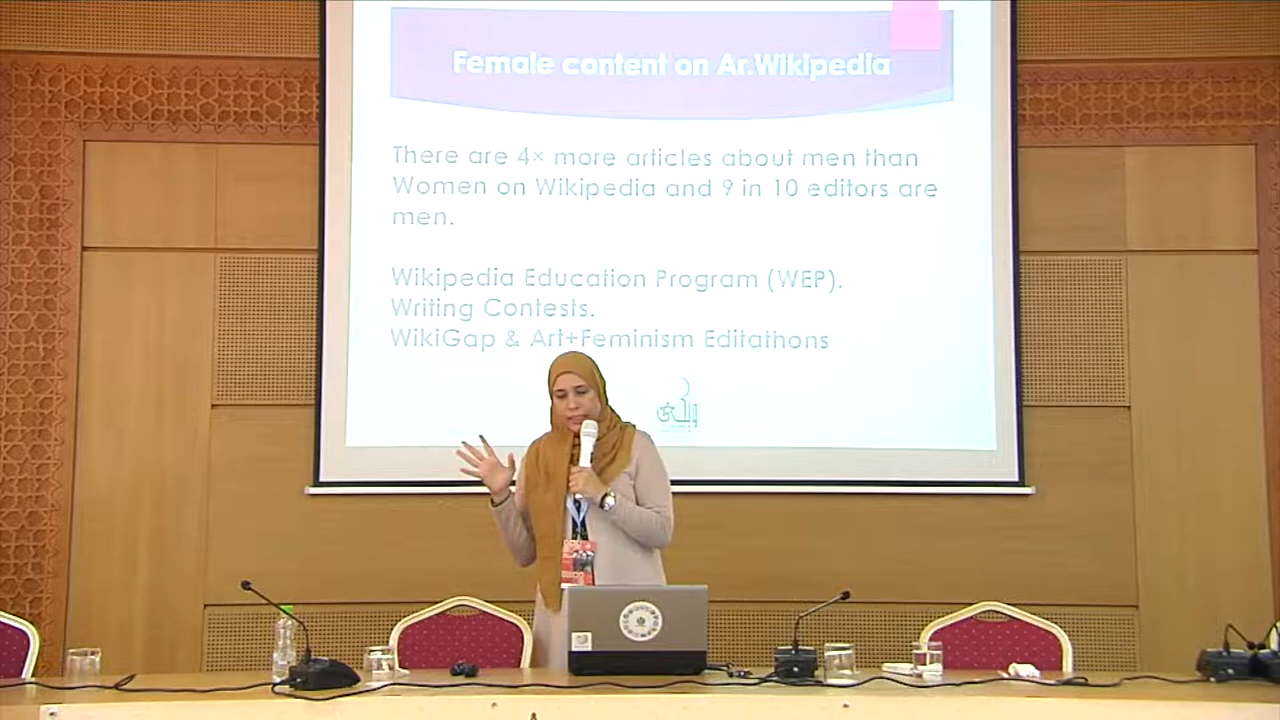 Female content on Ar.Wikipedia
There are 4× more articles about men than
Women on Wikipedia and 9 in 10 editors are
men.
Wikipedia Education Program (WEP).
Writing Contests.
WikiGap & Art+Feminism Editathons